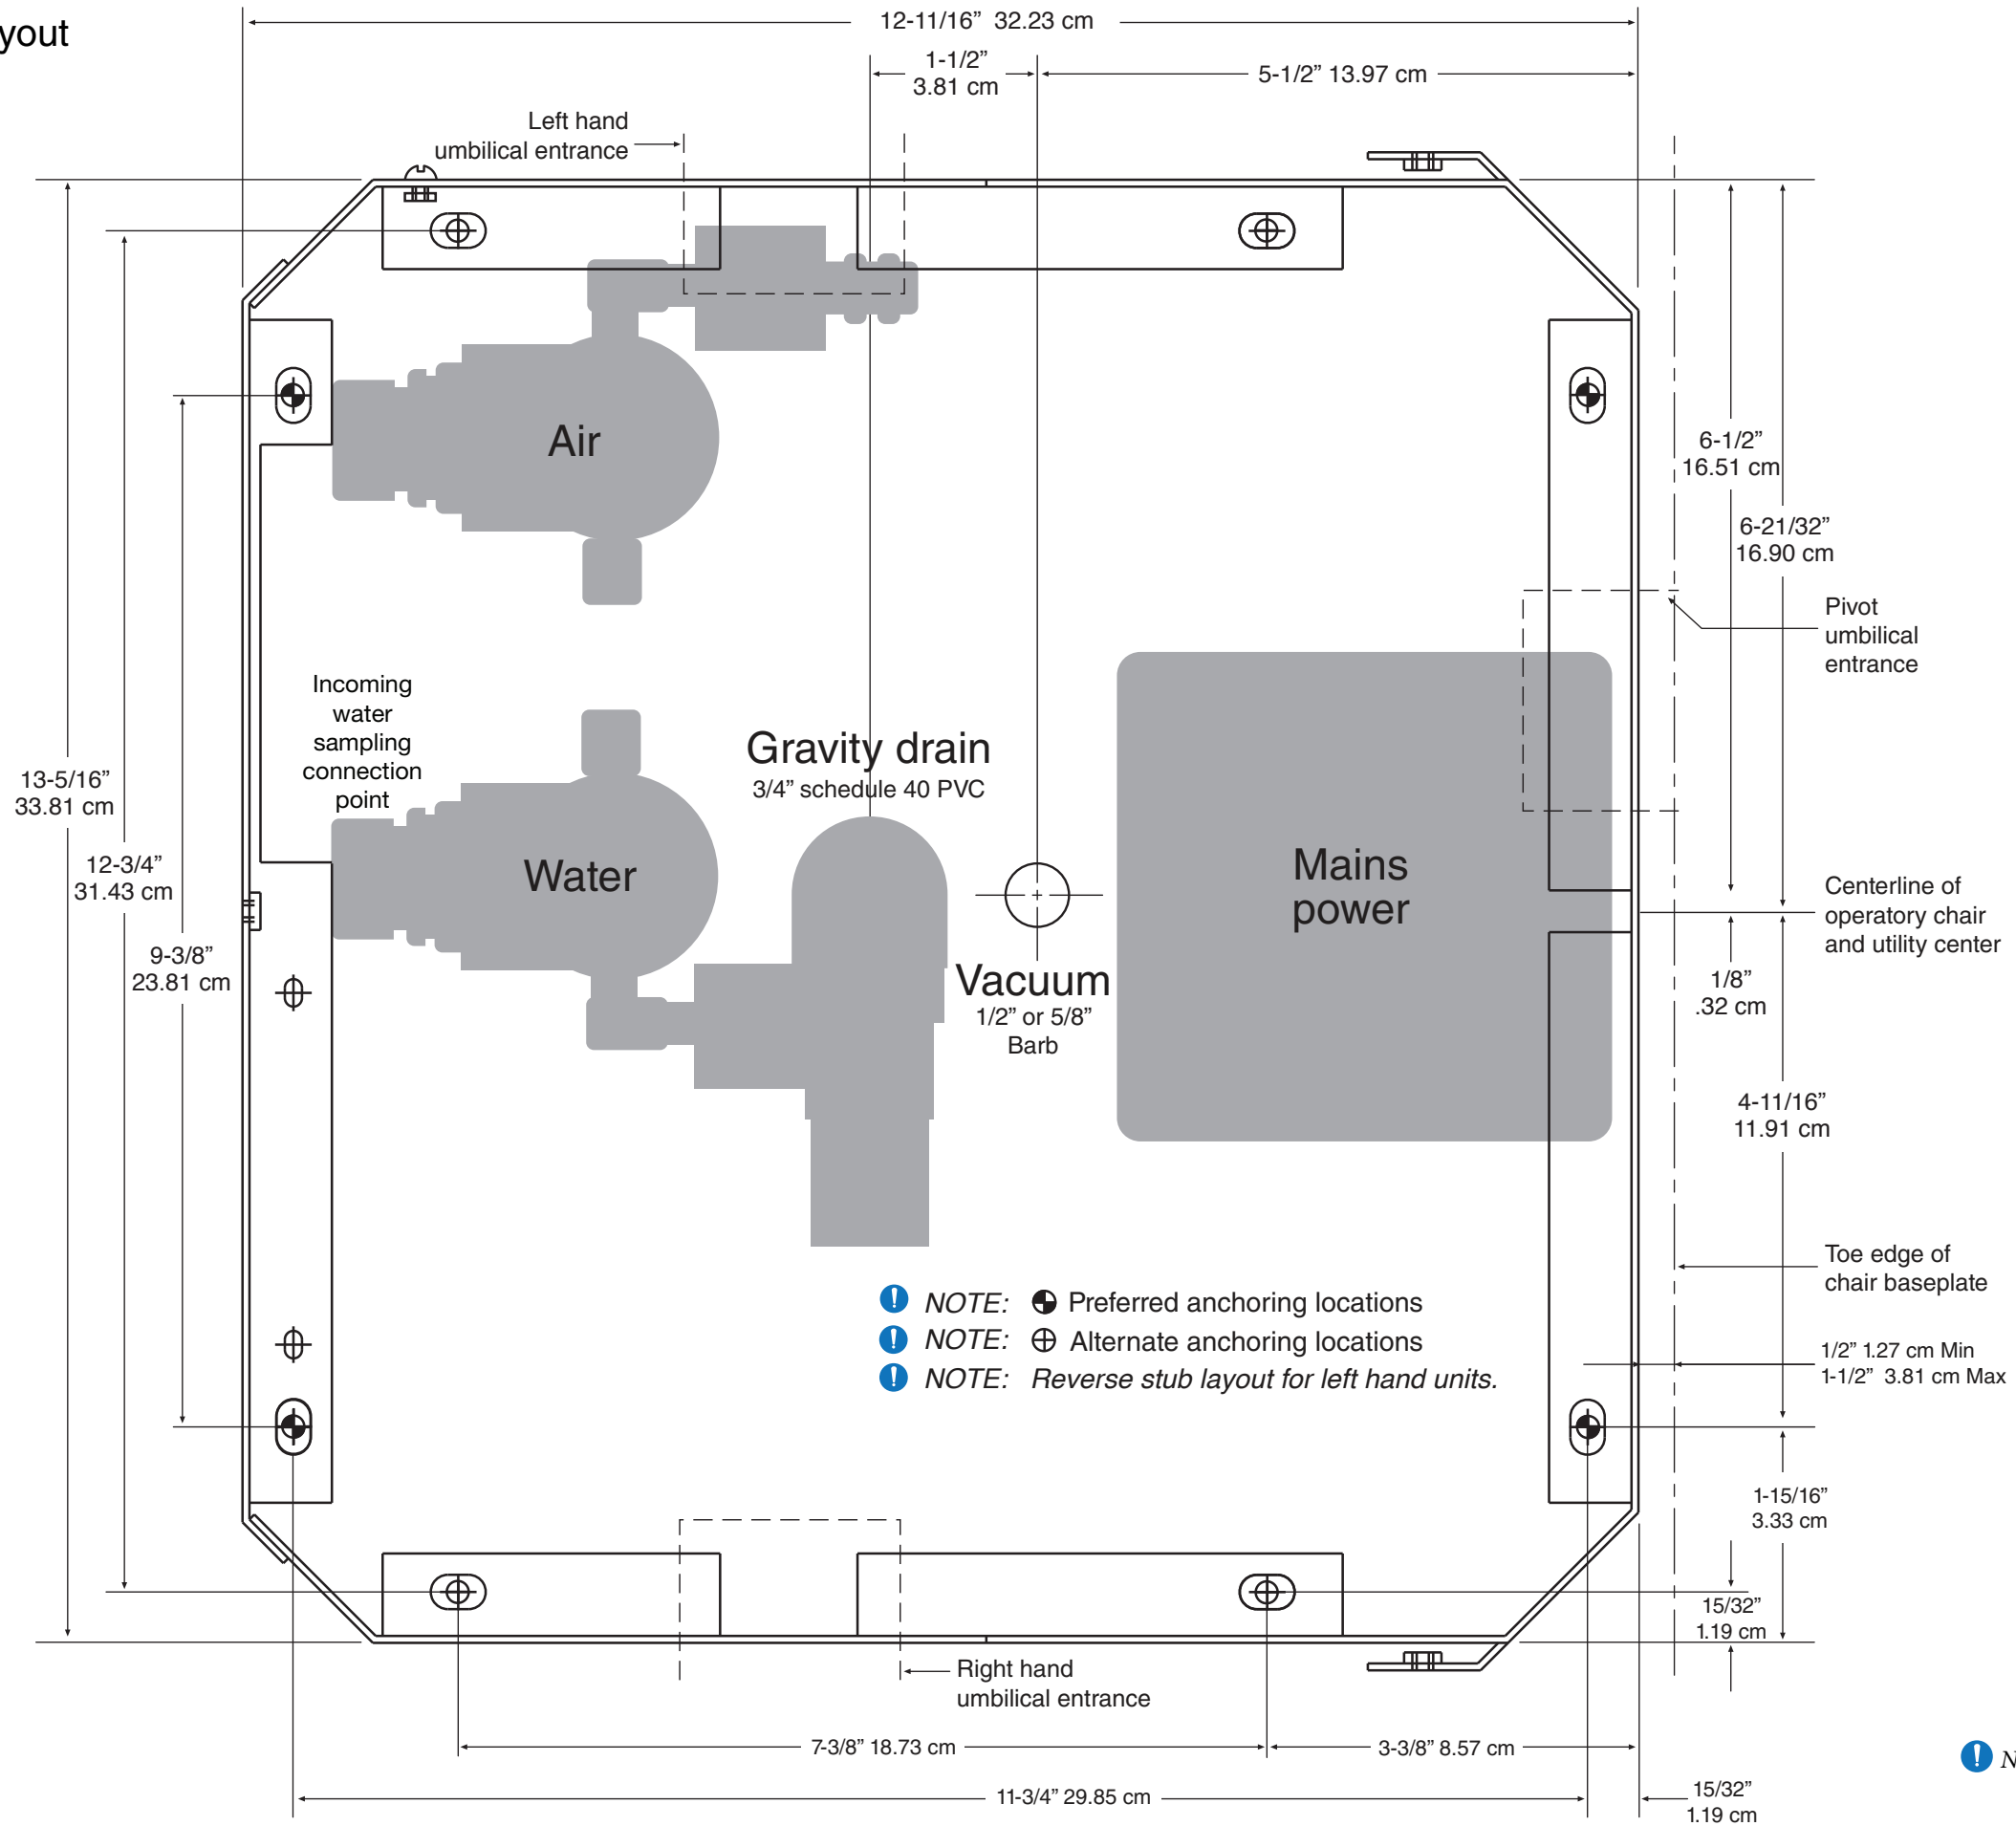 yout
12-11/16” 32.23 cm
1-1/2”
3.81 cm
5-1/2” 13.97 cm
Left hand
umbilical entrance
Air
6-1/2”
16.51 cm
6-21/32”
16.90 cm
Pivot
umbilical
entrance
Incoming
water
sampling
connection
point
Gravity drain
3/4” schedule 40 PVC
13-5/16”
33.81 cm
12-3/4”
31.43 cm
9-3/8”
23.81 cm
Water
Mains
power
Centerline of
operatory chair
and utility center
Vacuum
1/2” or 5/8”
Barb
1/8”
.32 cm
4-11/16”
11.91 cm
Toe edge of
chair baseplate
NOTE: Preferred anchoring locations
NOTE: Alternate anchoring locations
NOTE: Reverse stub layout for left hand units.
1/2” 1.27 cm Min
1-1/2” 3.81 cm Max
1-15/16”
3.33 cm
15/32”
1.19 cm
Right hand
umbilical entrance
7-3/8” 18.73 cm
3-3/8” 8.57 cm
11-3/4” 29.85 cm
15/32”
1.19 cm
N